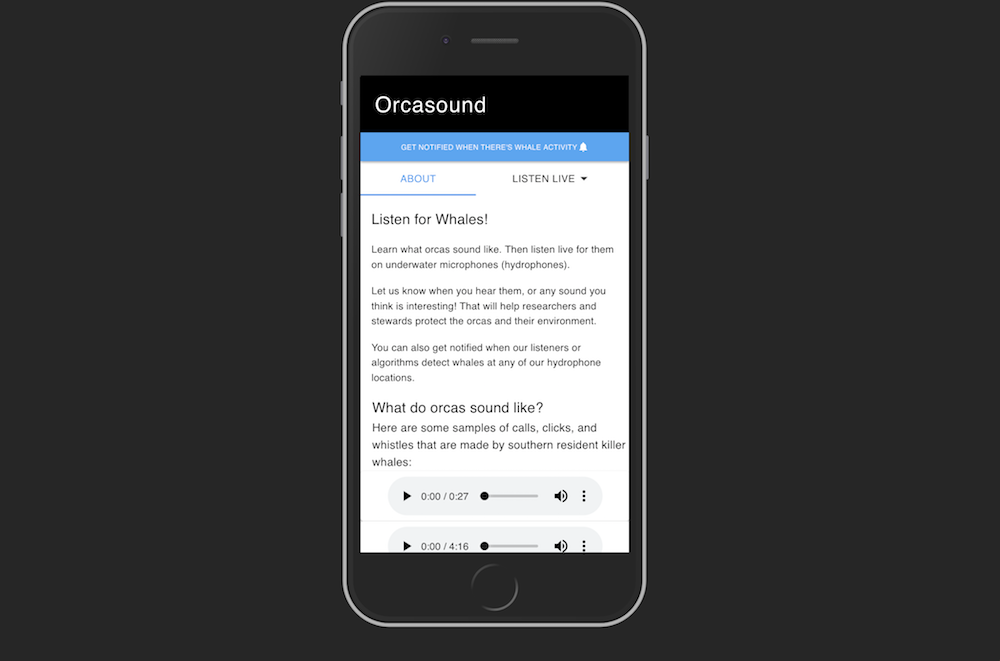 Orcasound
GET NOTIFIED WHEN THERE'S WHALE ACTIVITY
ABOUT
LISTEN LIVE
Listen for Whales!
Learn what orcas sound like. Then listen live for them
on underwater microphones (hydrophones).
Let us know when you hear them, or any sound you
think is interesting! That will help researchers and
stewards protect the orcas and their environment.
You can also get notified when our listeners or
algorithms detect whales at any of our hydrophone
locations.
What do orcas sound like?
Here are some samples of calls, clicks, and
whistles that are made by southern resident killer
whales:
0:00 / 0:27
0:00 / 4:16